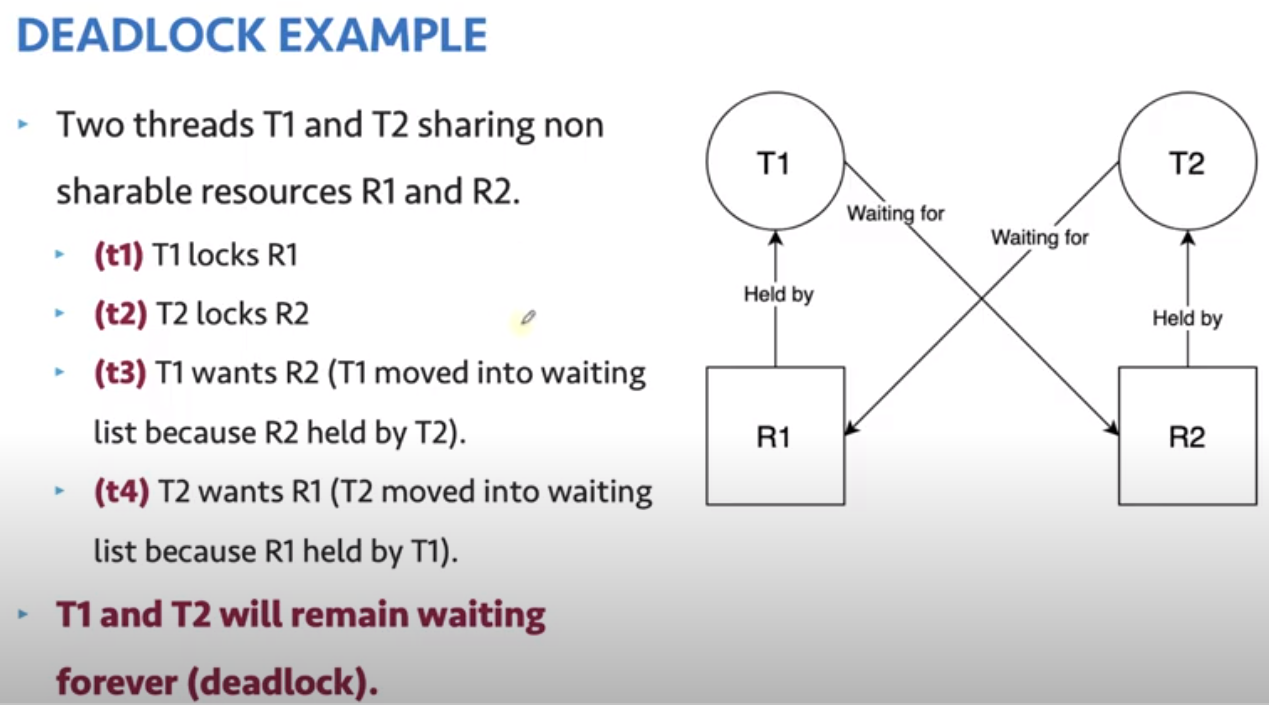 DEADLOCK EXAMPLE
Two threads T1 and T2 sharing non
sharable resources R1 and R2.
(t1) T1 locks R1
(t2) T2 locks R2
(t3) T1 wants R2 (T1 moved into waiting
list because R2 held by T2).
(t4) T2 wants R1 (T2 moved into waiting
list because R1 held by T1).
T1 and T2 will remain waiting
forever (deadlock).
T1
T2
Waiting for
Waiting for
Held by
Held by
R1
R2